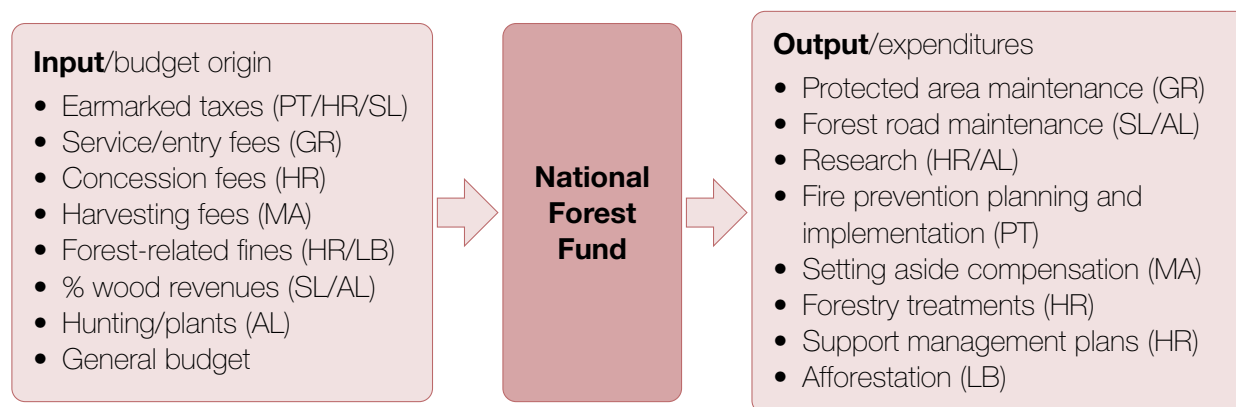 Input/budget origin
• Earmarked taxes (PT/HR/SL)
• Service/entry fees (GR)
• Concession fees (HR)
• Harvesting fees (MA)
• Forest-related fines (HR/LB)
• % wood revenues (SL/AL)
• Hunting/plants (AL)
• General budget
National
Forest
Fund
Output/expenditures
• Protected area maintenance (GR)
• Forest road maintenance (SL/AL)
• Research (HR/AL)
• Fire prevention planning and
implementation (PT)
• Setting aside compensation (MA)
• Forestry treatments (HR)
• Support management plans (HR)
• Afforestation (LB)